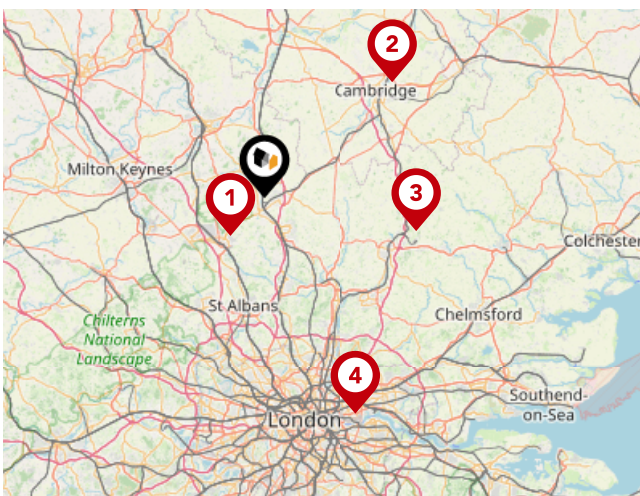 2
Cambridge
Milton Keynes
1
3
Colchester
St Albans
Chilterns
National
Landscape
Chelmsford
4
Southend-
on-Sea
London